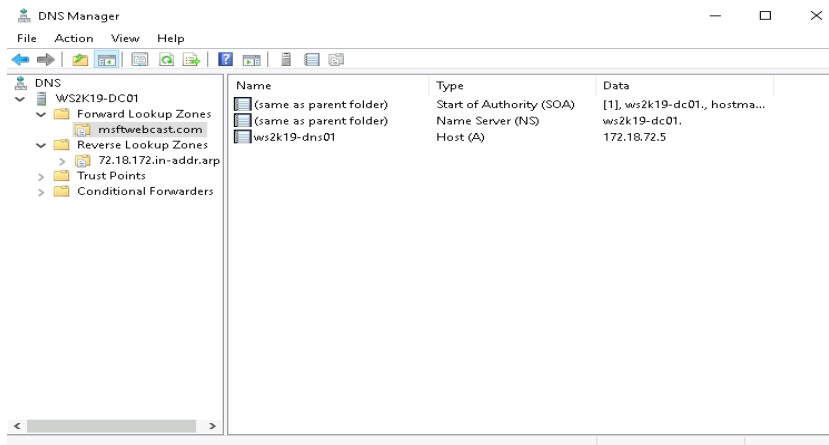 DNS Manager
File Action View Help
DNS
WS2K19-DC01
Forward Lookup Zones
msftwebcast.com
Reverse Lookup Zones
72.18.172.in-addr.arp
Trust Points
Conditional Forwarders
Name Type Data
(same as parent folder) Start of Authority (SOA) [1], ws2k19-dc01., hostma...
(same as parent folder) Name Server (NS) ws2k19-dc01.
ws2k19-dns01 Host (A) 172.18.72.5